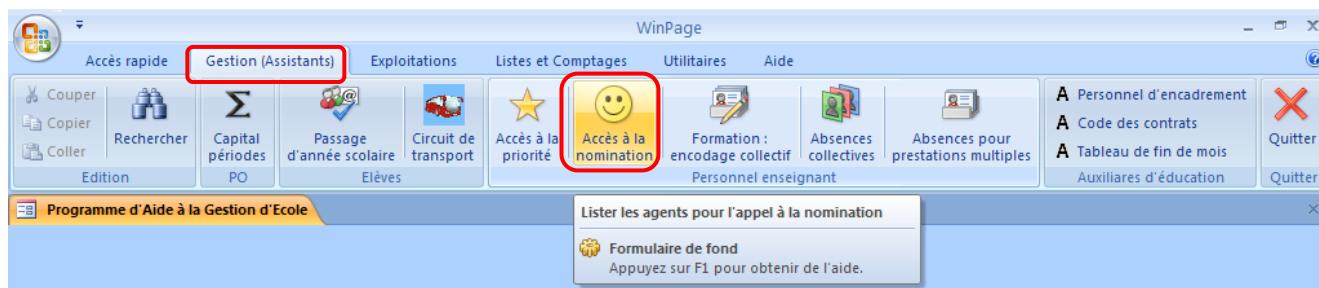 WinPage
Accès rapide Gestion (Assistants) Exploitations Listes et Comptages Utilitaires Aide
Couper
Copier
Coller
Rechercher
Capital
périodes
Passage
d'année scolaire
Circuit de
transport
Accès à la
priorité
Accès à la
nomination
Formation :
encodage collectif
Absences
collectives
Absences pour
prestations multiples
A Personnel d'encadrement
A Code des contrats
A Tableau de fin de mois
Quitter
Edition PO Elèves Personnel enseignant Auxiliares d'éducation Quitter
Programme d'Aide à la Gestion d'Ecole
Lister les agents pour l'appel à la nomination
Formulaire de fond
Appuyez sur F1 pour obtenir de l'aide.